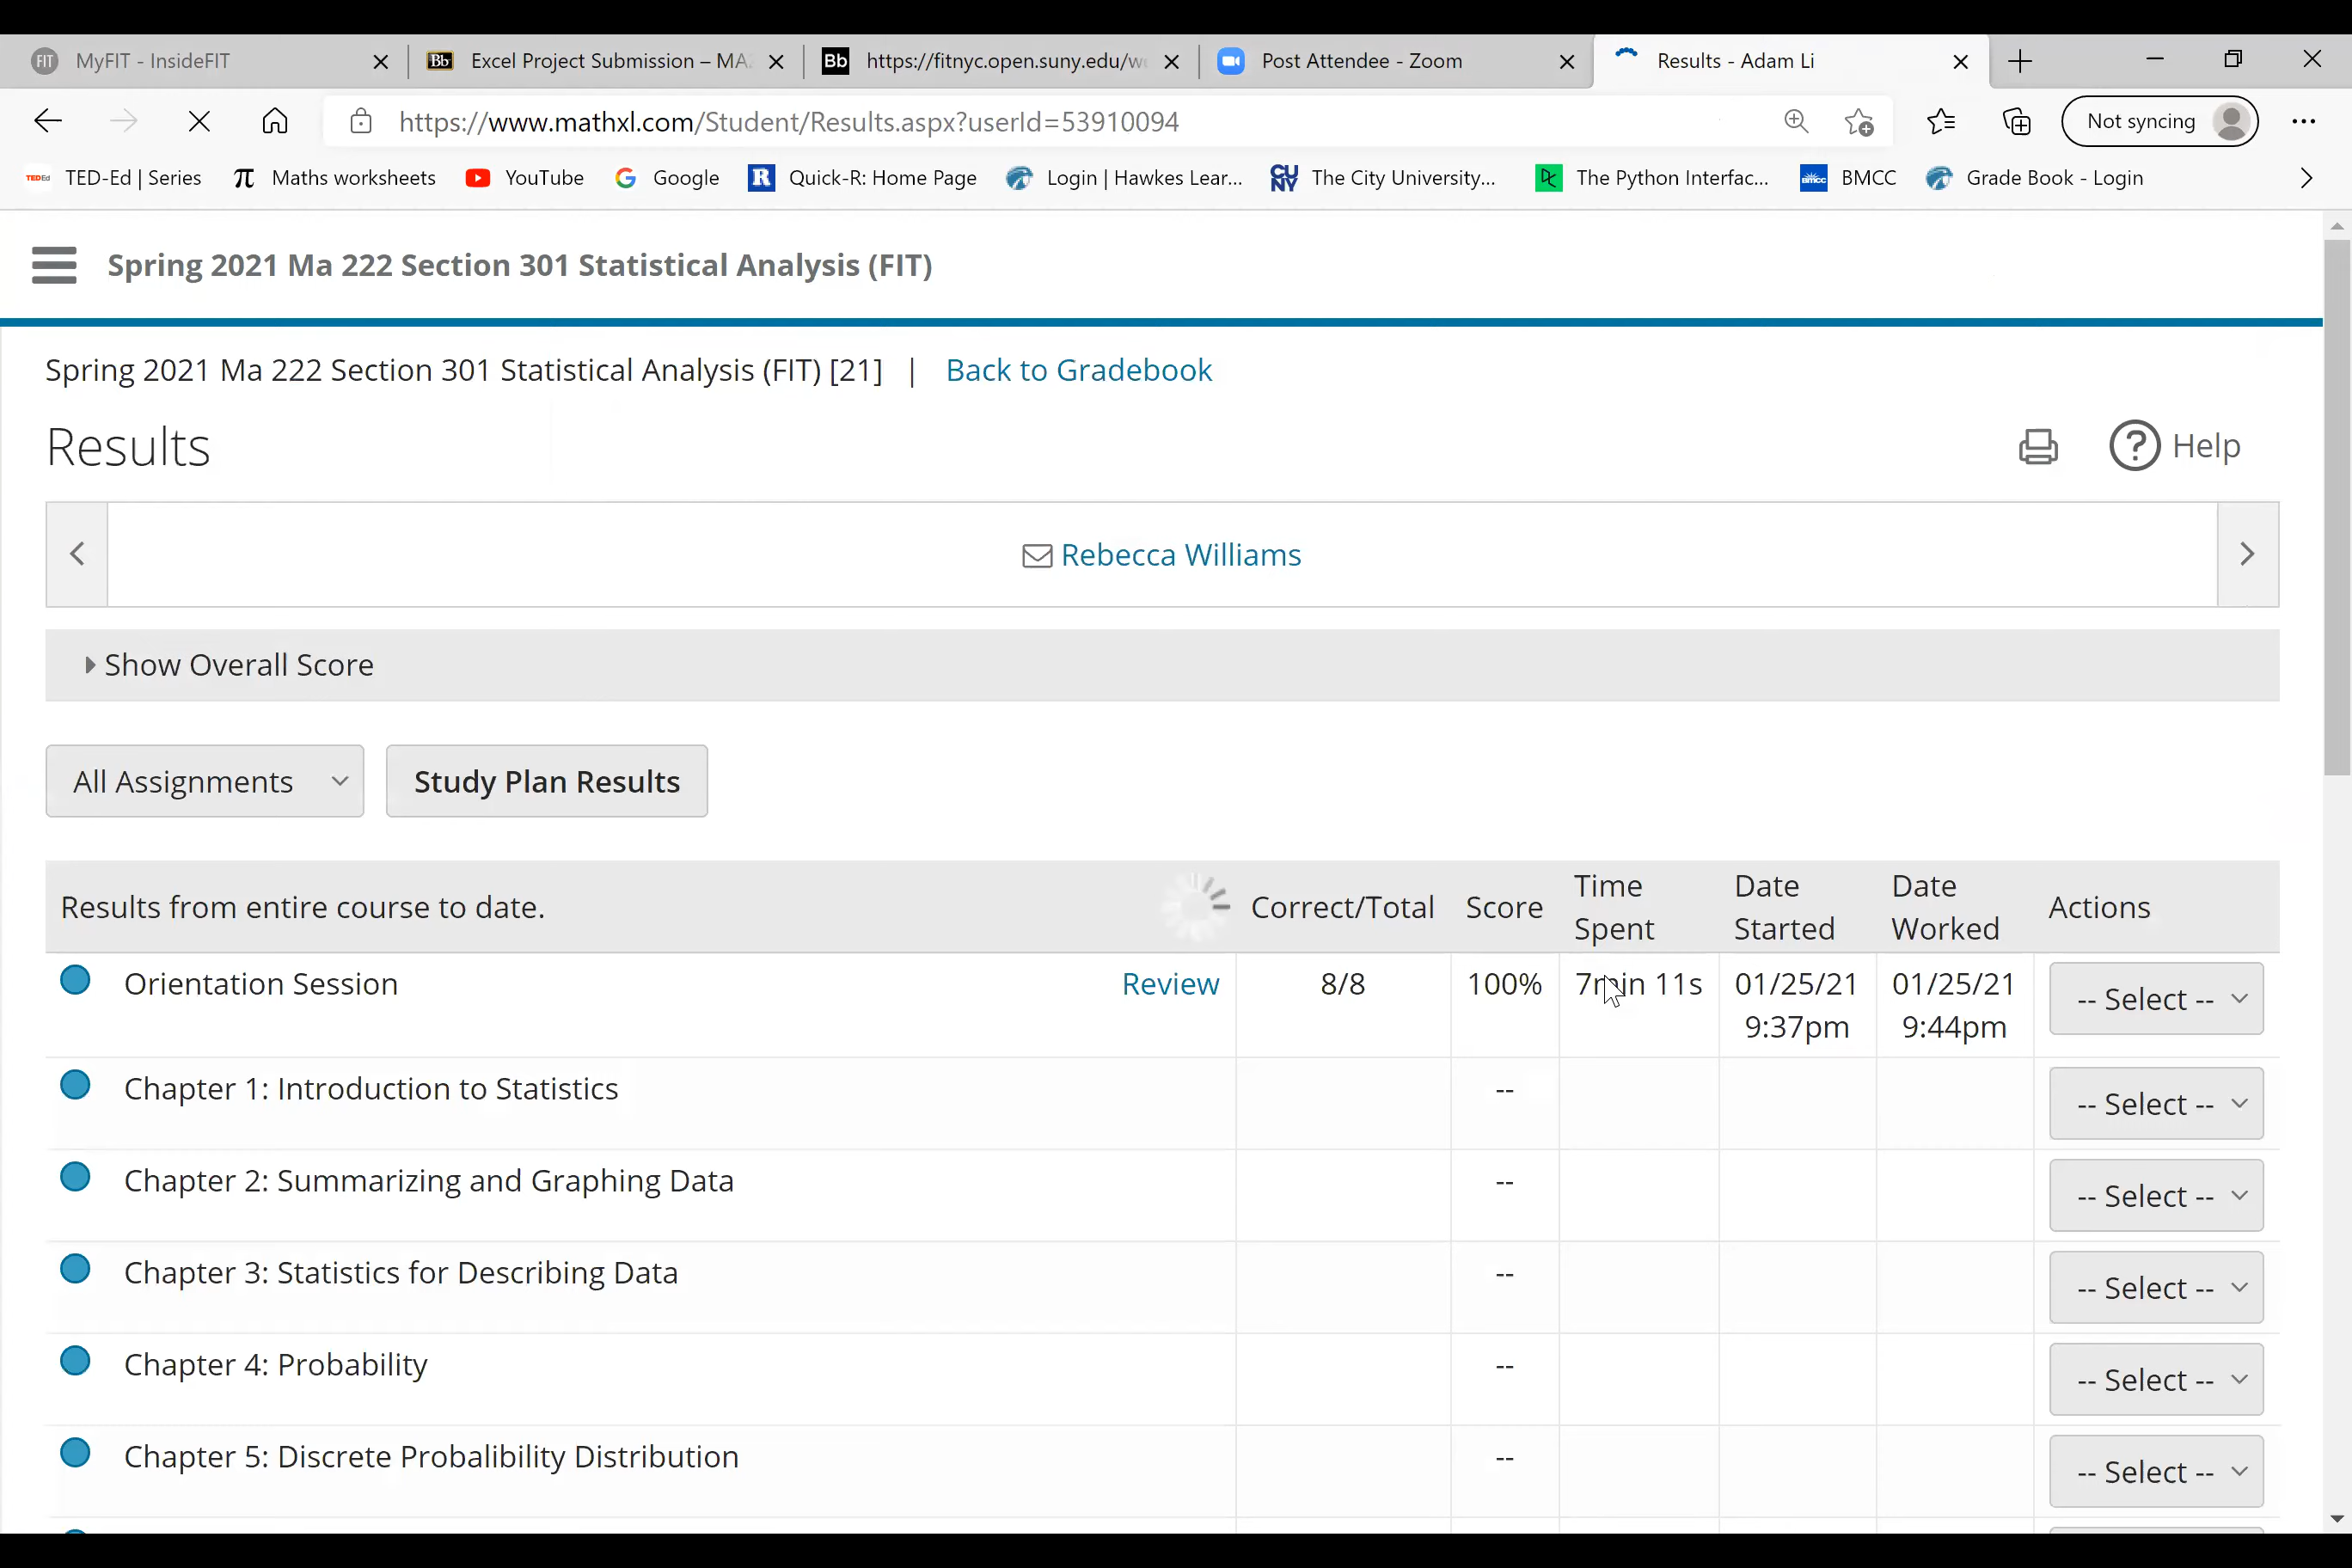 FIT MyFIT - InsideFIT
Bb Excel Project Submission – MA
Bb https://fitnyc.open.suny.edu/w
Post Attendee - Zoom
Results - Adam Li
https://www.mathxl.com/Student/Results.aspx?userId=53910094
Not syncing
TED-Ed | Series
Maths worksheets
YouTube
Google
R Quick-R: Home Page
Login | Hawkes Lear...
CUNY The City University...
The Python Interfac...
BMCC BMCC
Grade Book - Login
Spring 2021 Ma 222 Section 301 Statistical Analysis (FIT)
Spring 2021 Ma 222 Section 301 Statistical Analysis (FIT) [21] | Back to Gradebook
Results
? Help
Rebecca Williams
Show Overall Score
All Assignments
Study Plan Results
Results from entire course to date. Correct/Total Score Time Spent Date Started Date Worked Actions
Orientation Session Review 8/8 100% 7min 11s 01/25/21 9:37pm 01/25/21 9:44pm -- Select --
Chapter 1: Introduction to Statistics -- -- Select --
Chapter 2: Summarizing and Graphing Data -- -- Select --
Chapter 3: Statistics for Describing Data -- -- Select --
Chapter 4: Probability -- -- Select --
Chapter 5: Discrete Probalibility Distribution -- -- Select --